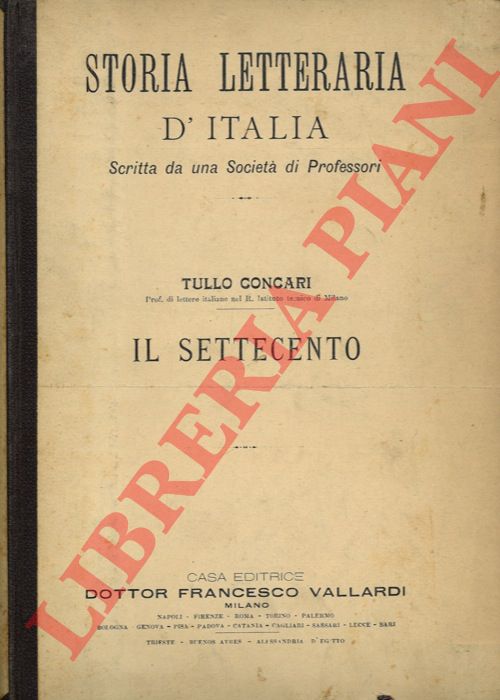 STORIA LETTERARIA
D' ITALIA
Scritta da una Società di Professori
TULLO CONCARI
Prof. di lettere italiane nel R. Istituto tecnico di Milano
IL SETTECENTO
CASA EDITRICE
DOTTOR FRANCESCO VALLARDI
MILANO
NAPOLI - FIRENZE - ROMA - TORINO - PALERMO
BOLOGNA - GENOVA - PISA - PADOVA - CATANIA - CAGLIARI - SASSARI - LECCE - BARI
TRIESTE - BUENOS AYRES - ALESSANDRIA D'EGITTO
LIBRERIA PIANI